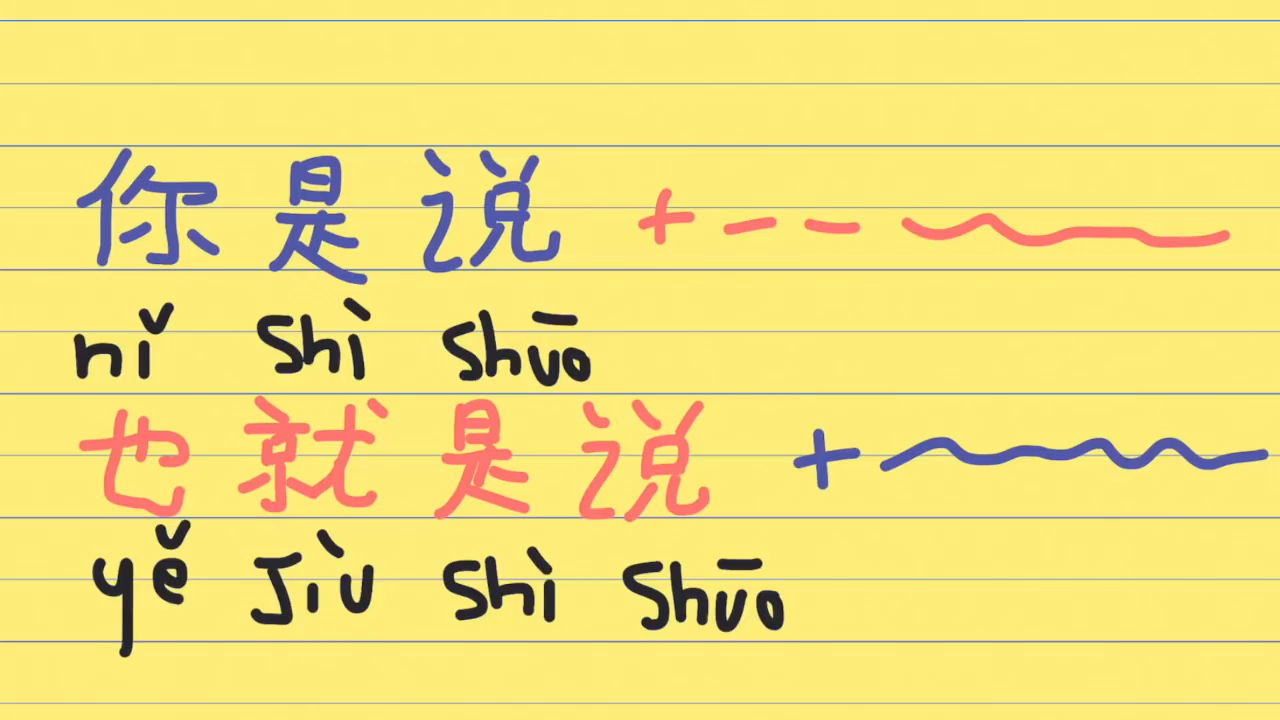 你是说 + -- ~
nǐ shì shuō
也就是说 + ~
yě jiù shì shuō